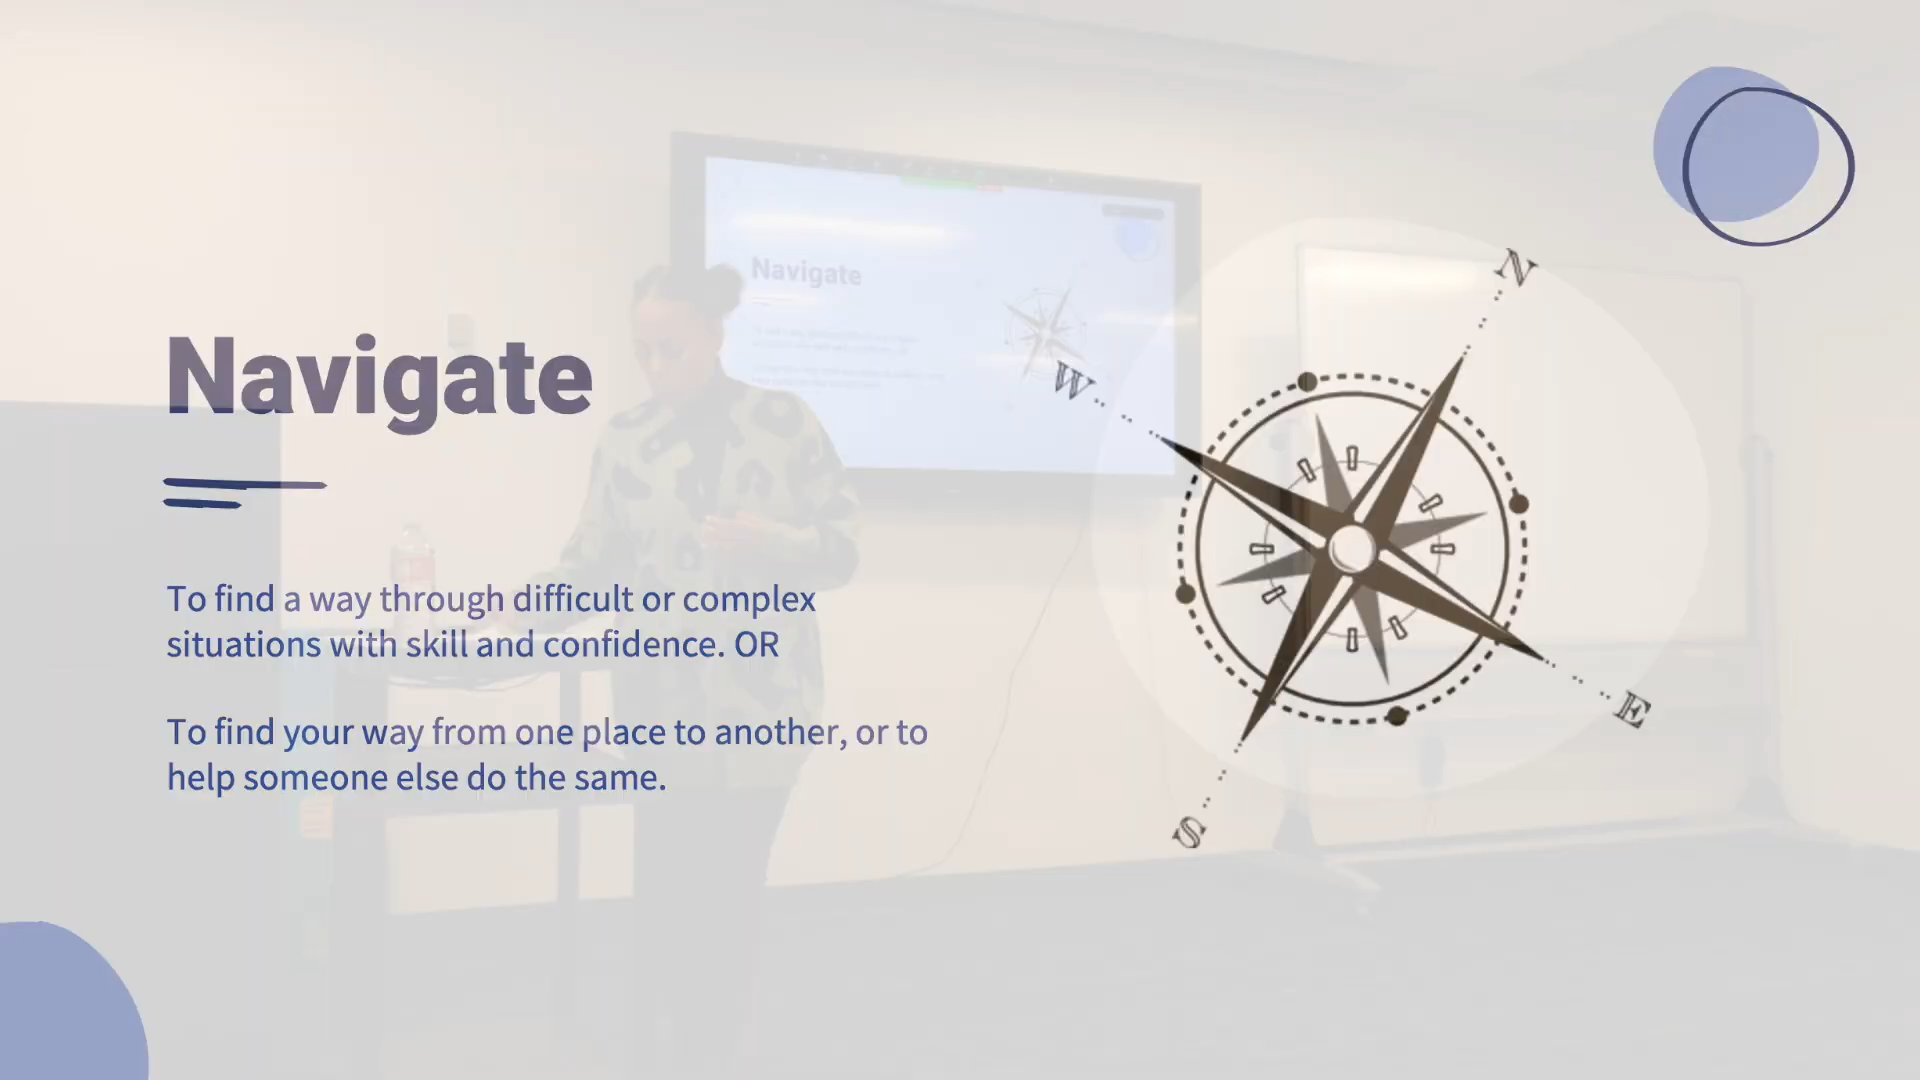 Navigate
To find a way through difficult or complex
situations with skill and confidence. OR
To find your way from one place to another, or to
help someone else do the same.
N
W
E
S
Navigate